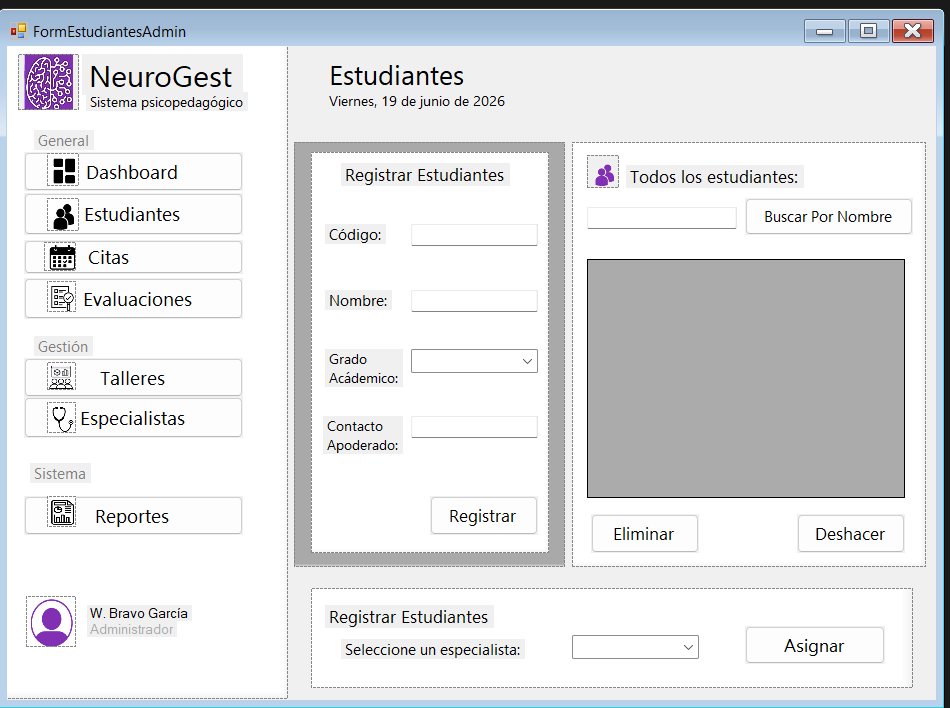 FormEstudiantesAdmin
NeuroGest
Sistema psicopedagógico
General
Dashboard
Estudiantes
Citas
Evaluaciones
Gestión
Talleres
Especialistas
Sistema
Reportes
W. Bravo García
Administrador
Estudiantes
Viernes, 19 de junio de 2026
Registrar Estudiantes
Código:
Nombre:
Grado
Acádemico:
Contacto
Apoderado:
Registrar
Todos los estudiantes:
Buscar Por Nombre
Eliminar
Deshacer
Registrar Estudiantes
Seleccione un especialista:
Asignar